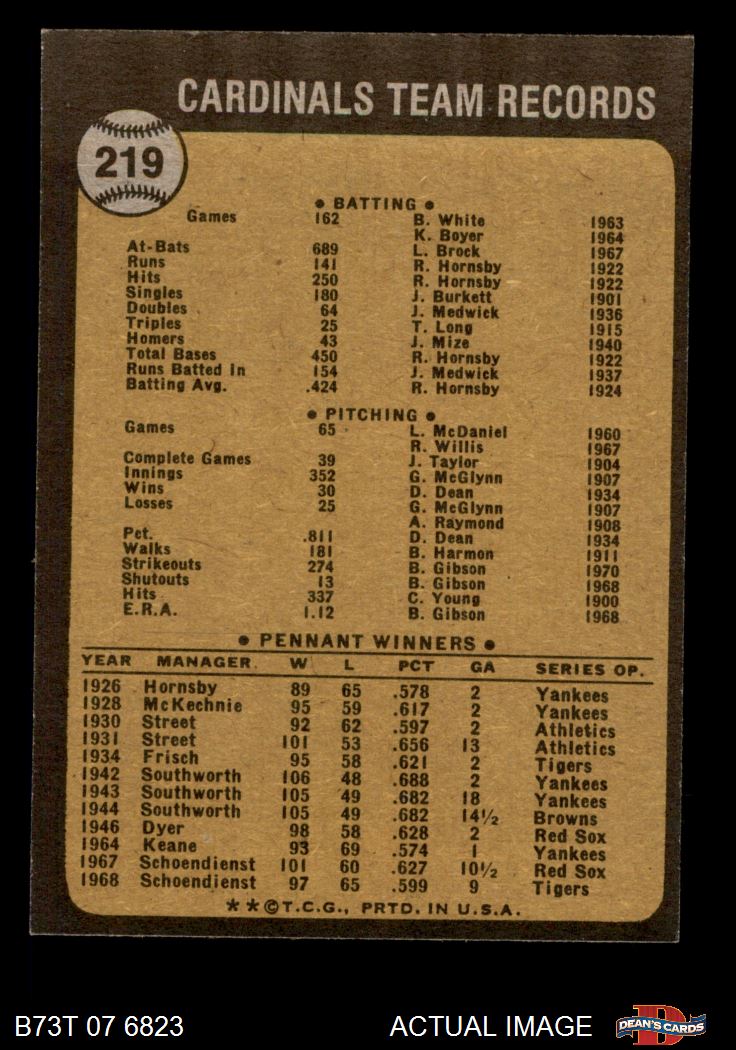 CARDINALS TEAM RECORDS
219
● BATTING ●
Games 162 B. White 1963
K. Boyer 1964
At-Bats 689 L. Brock 1967
Runs 141 R. Hornsby 1922
Hits 250 R. Hornsby 1922
Singles 180 J. Burkett 1901
Doubles 64 J. Medwick 1936
Triples 25 T. Long 1915
Homers 43 J. Mize 1940
Total Bases 450 R. Hornsby 1922
Runs Batted In 154 J. Medwick 1937
Batting Avg. .424 R. Hornsby 1924
● PITCHING ●
Games 65 L. McDaniel 1960
R. Willis 1967
Complete Games 39 J. Taylor 1904
Innings 352 G. McGlynn 1907
Wins 30 D. Dean 1934
Losses 25 G. McGlynn 1907
A. Raymond 1908
Pct. .811 D. Dean 1934
Walks 181 B. Harmon 1911
Strikeouts 274 B. Gibson 1970
Shutouts 13 B. Gibson 1968
Hits 337 C. Young 1900
E.R.A. 1.12 B. Gibson 1968
● PENNANT WINNERS ●
YEAR MANAGER W L PCT GA SERIES OP.
1926 Hornsby 89 65 .578 2 Yankees
1928 McKechnie 95 59 .617 2 Yankees
1930 Street 92 62 .597 2 Athletics
1931 Street 101 53 .656 13 Athletics
1934 Frisch 95 58 .621 2 Tigers
1942 Southworth 106 48 .688 2 Yankees
1943 Southworth 105 49 .682 18 Yankees
1944 Southworth 105 49 .682 14½ Browns
1946 Dyer 98 58 .628 2 Red Sox
1964 Keane 93 69 .574 1 Yankees
1967 Schoendienst 101 60 .627 10½ Red Sox
1968 Schoendienst 97 65 .599 9 Tigers
★★©T.C.G., PRTD. IN U.S.A.
B73T 07 6823 ACTUAL IMAGE D DEAN'S CARDS